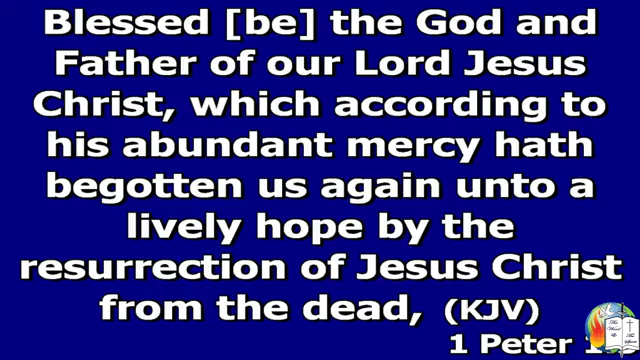 Blessed [be] the God and
Father of our Lord Jesus
Christ, which according to
his abundant mercy hath
begotten us again unto a
lively hope by the
resurrection of Jesus Christ
from the dead, (KJV)
1 Peter